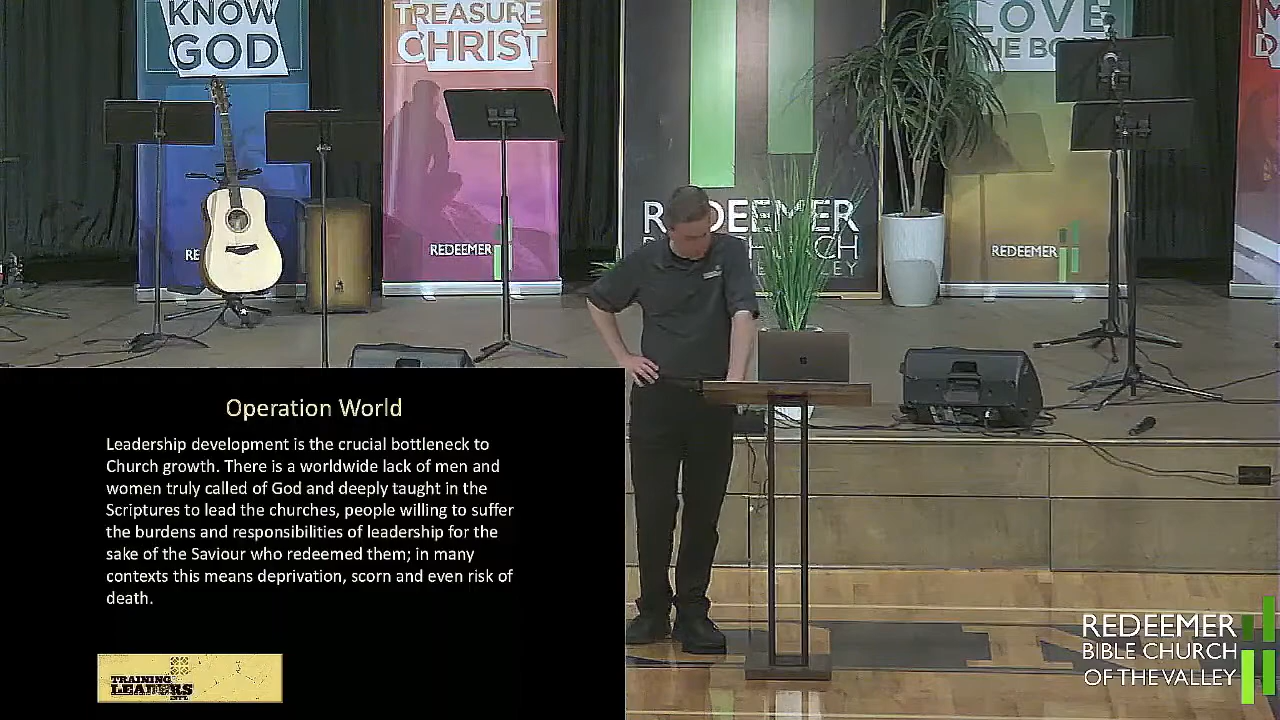 KNOW
GOD
TREASURE
CHRIST
LOVE
THE BO
REDEEMER
CHURCH
REDEEMER
REDEEMER
Operation World
Leadership development is the crucial bottleneck to
Church growth. There is a worldwide lack of men and
women truly called of God and deeply taught in the
Scriptures to lead the churches, people willing to suffer
the burdens and responsibilities of leadership for the
sake of the Saviour who redeemed them; in many
contexts this means deprivation, scorn and even risk of
death.
TRAINING
LEADERS
INTL
REDEEMER
BIBLE CHURCH
OF THE VALLEY